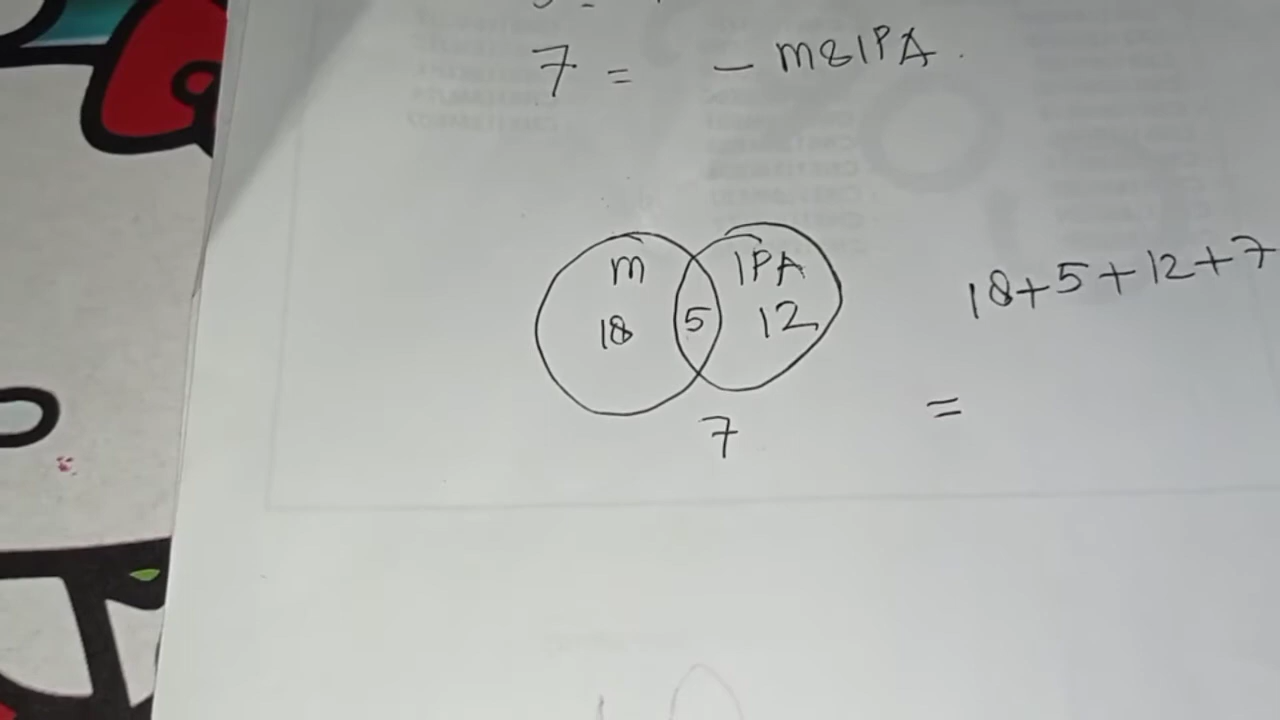 7 = - m & IPA.
m
IPA
18
5
12
18+5+12+7
7
=